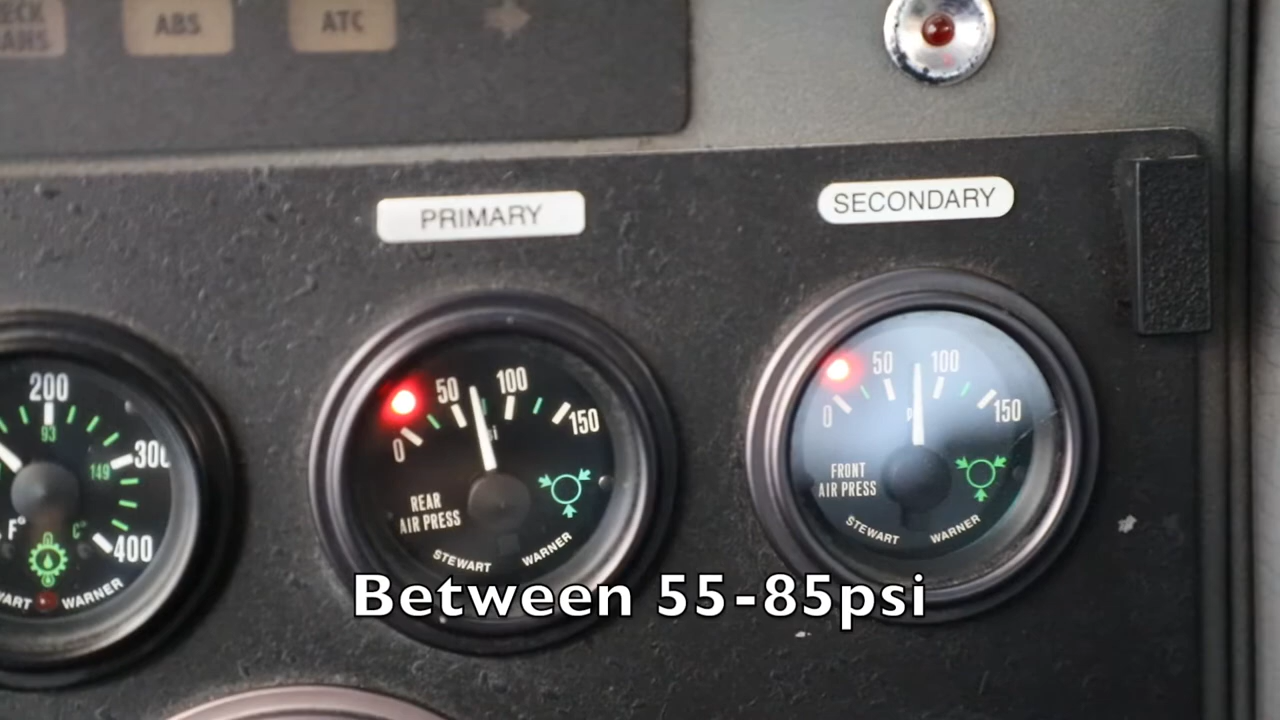 ABS
ATC
PRIMARY
SECONDARY
200
93
149
400
F°
C°
WARNER
0
50
100
150
REAR
AIR PRESS
STEWART WARNER
0
50
100
150
FRONT
AIR PRESS
STEWART WARNER
Between 55-85psi